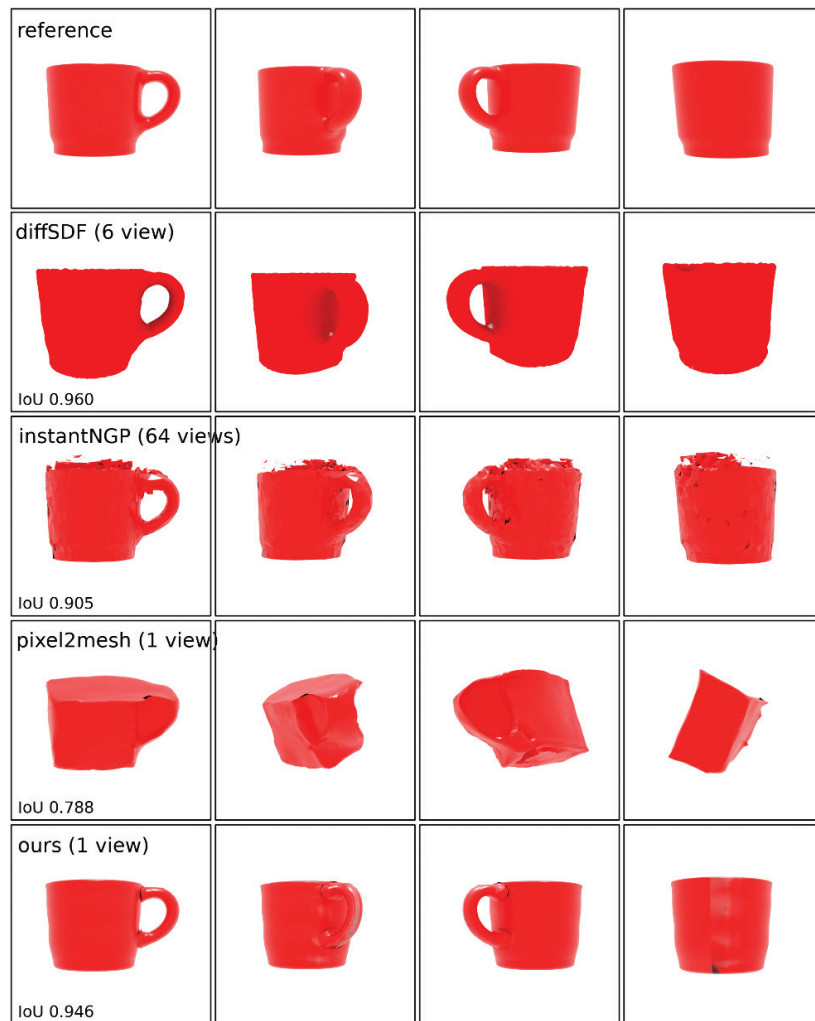 reference
diffSDF (6 view)
IoU 0.960
instantNGP (64 views)
IoU 0.905
pixel2mesh (1 view)
IoU 0.788
ours (1 view)
IoU 0.946